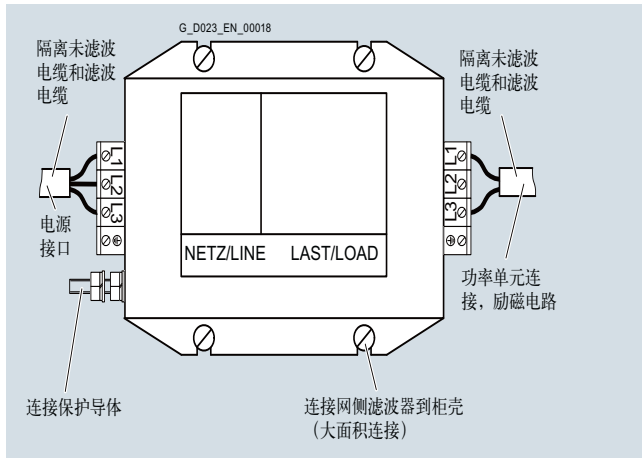 G_D023_EN_00018
隔离未滤波
电缆和滤波
电缆
隔离未滤波
电缆和滤波
电缆
L1
L2
L3
L1
L2
L3
电源
接口
NETZ/LINE LAST/LOAD
功率单元连
接，励磁电路
连接保护导体
连接网侧滤波器到柜壳
（大面积连接）